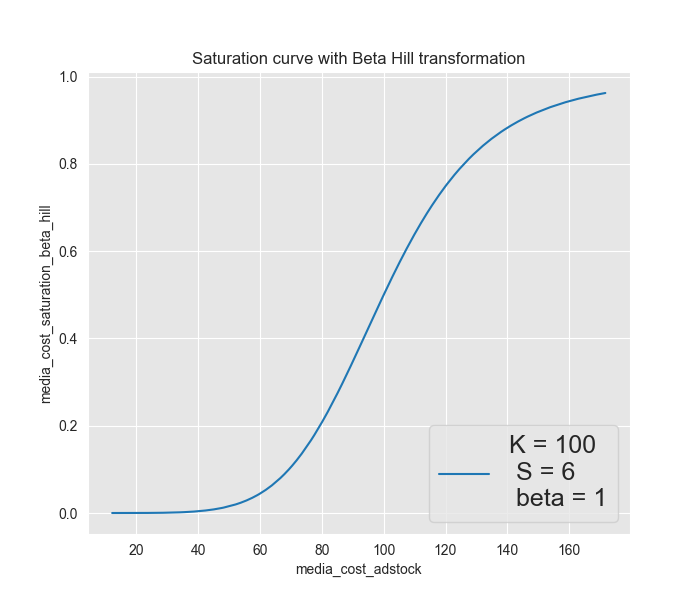 Saturation curve with Beta Hill transformation
media_cost_saturation_beta_hill
1.0
0.8
0.6
0.4
0.2
0.0
K = 100
S = 6
beta = 1
20 40 60 80 100 120 140 160
media_cost_adstock